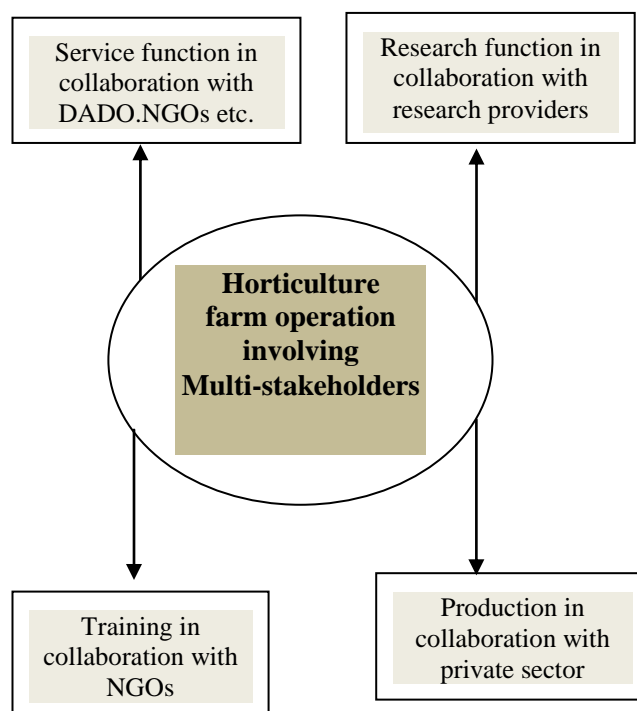 Service function in
collaboration with
DADO.NGOs etc.
Research function in
collaboration with
research providers
Horticulture
farm operation
involving
Multi-stakeholders
Training in
collaboration with
NGOs
Production in
collaboration with
private sector